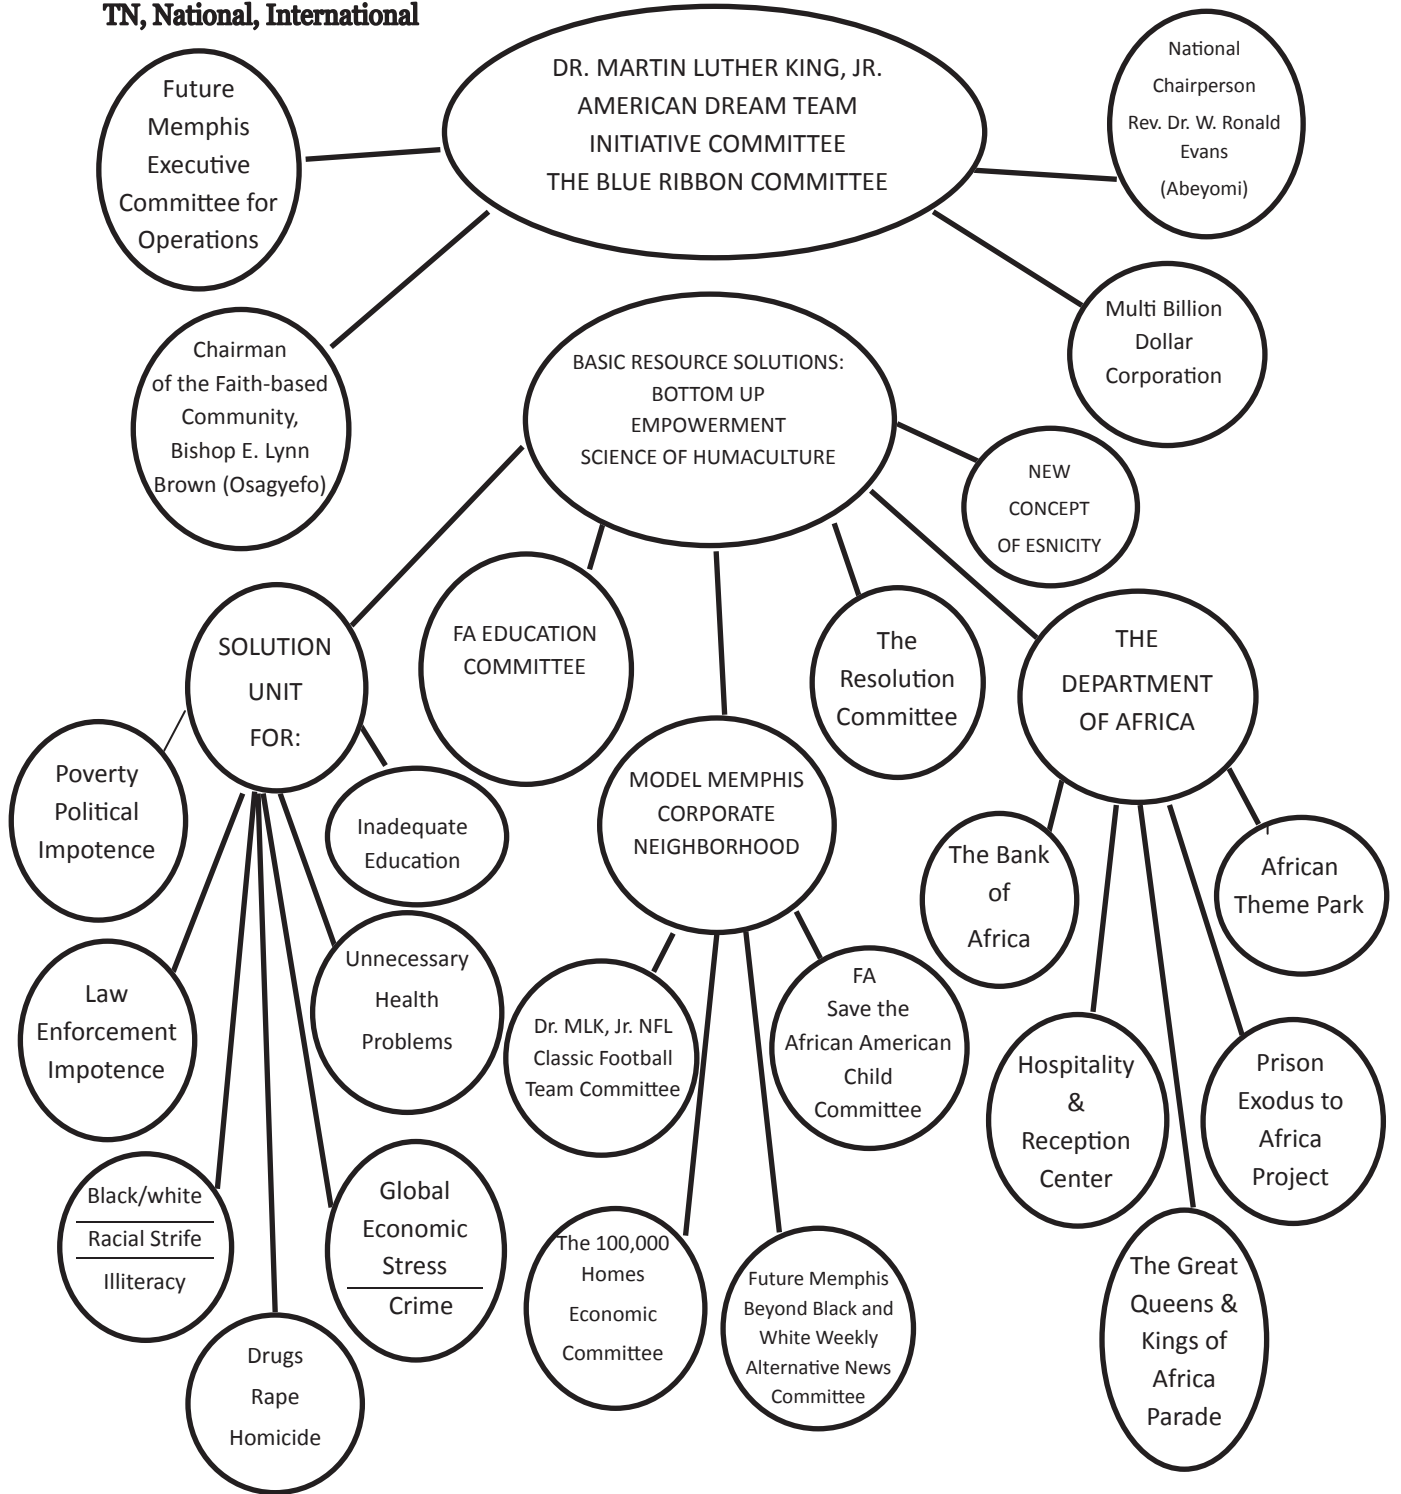 TN, National, International
DR. MARTIN LUTHER KING, JR.
AMERICAN DREAM TEAM
INITIATIVE COMMITTEE
THE BLUE RIBBON COMMITTEE
Future
Memphis
Executive
Committee for
Operations
National
Chairperson
Rev. Dr. W. Ronald
Evans
(Abeyomi)
Chairman
of the Faith-based
Community,
Bishop E. Lynn
Brown (Osagyefo)
Multi Billion
Dollar
Corporation
BASIC RESOURCE SOLUTIONS:
BOTTOM UP
EMPOWERMENT
SCIENCE OF HUMACULTURE
NEW
CONCEPT
OF ESNICITY
SOLUTION
UNIT
FOR:
FA EDUCATION
COMMITTEE
The
Resolution
Committee
THE
DEPARTMENT
OF AFRICA
Poverty
Political
Impotence
Inadequate
Education
MODEL MEMPHIS
CORPORATE
NEIGHBORHOOD
The Bank
of
Africa
African
Theme Park
Law
Enforcement
Impotence
Unnecessary
Health
Problems
Dr. MLK, Jr. NFL
Classic Football
Team Committee
FA
Save the
African American
Child
Committee
Hospitality
&
Reception
Center
Prison
Exodus to
Africa
Project
Black/white
Racial Strife
Illiteracy
Global
Economic
Stress
Crime
The 100,000
Homes
Economic
Committee
Future Memphis
Beyond Black and
White Weekly
Alternative News
Committee
The Great
Queens &
Kings of
Africa
Parade
Drugs
Rape
Homicide